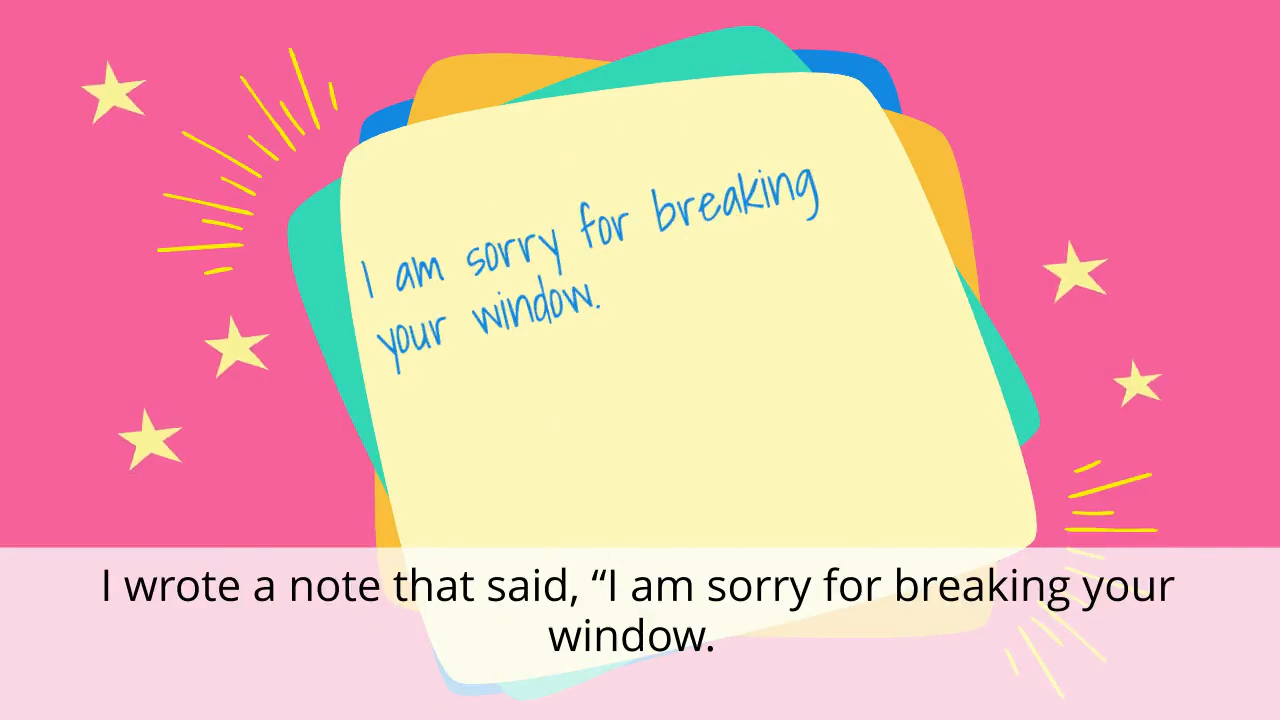 I am sorry for breaking
your window.
I wrote a note that said, “I am sorry for breaking your
window.